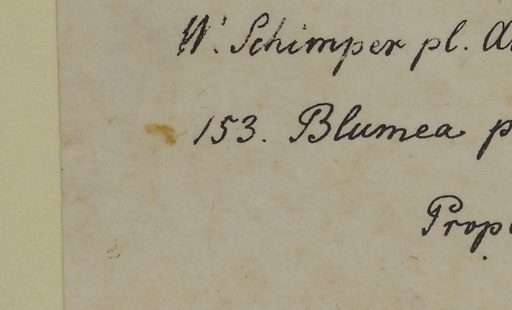 W. Schimper pl.
153. Blumea